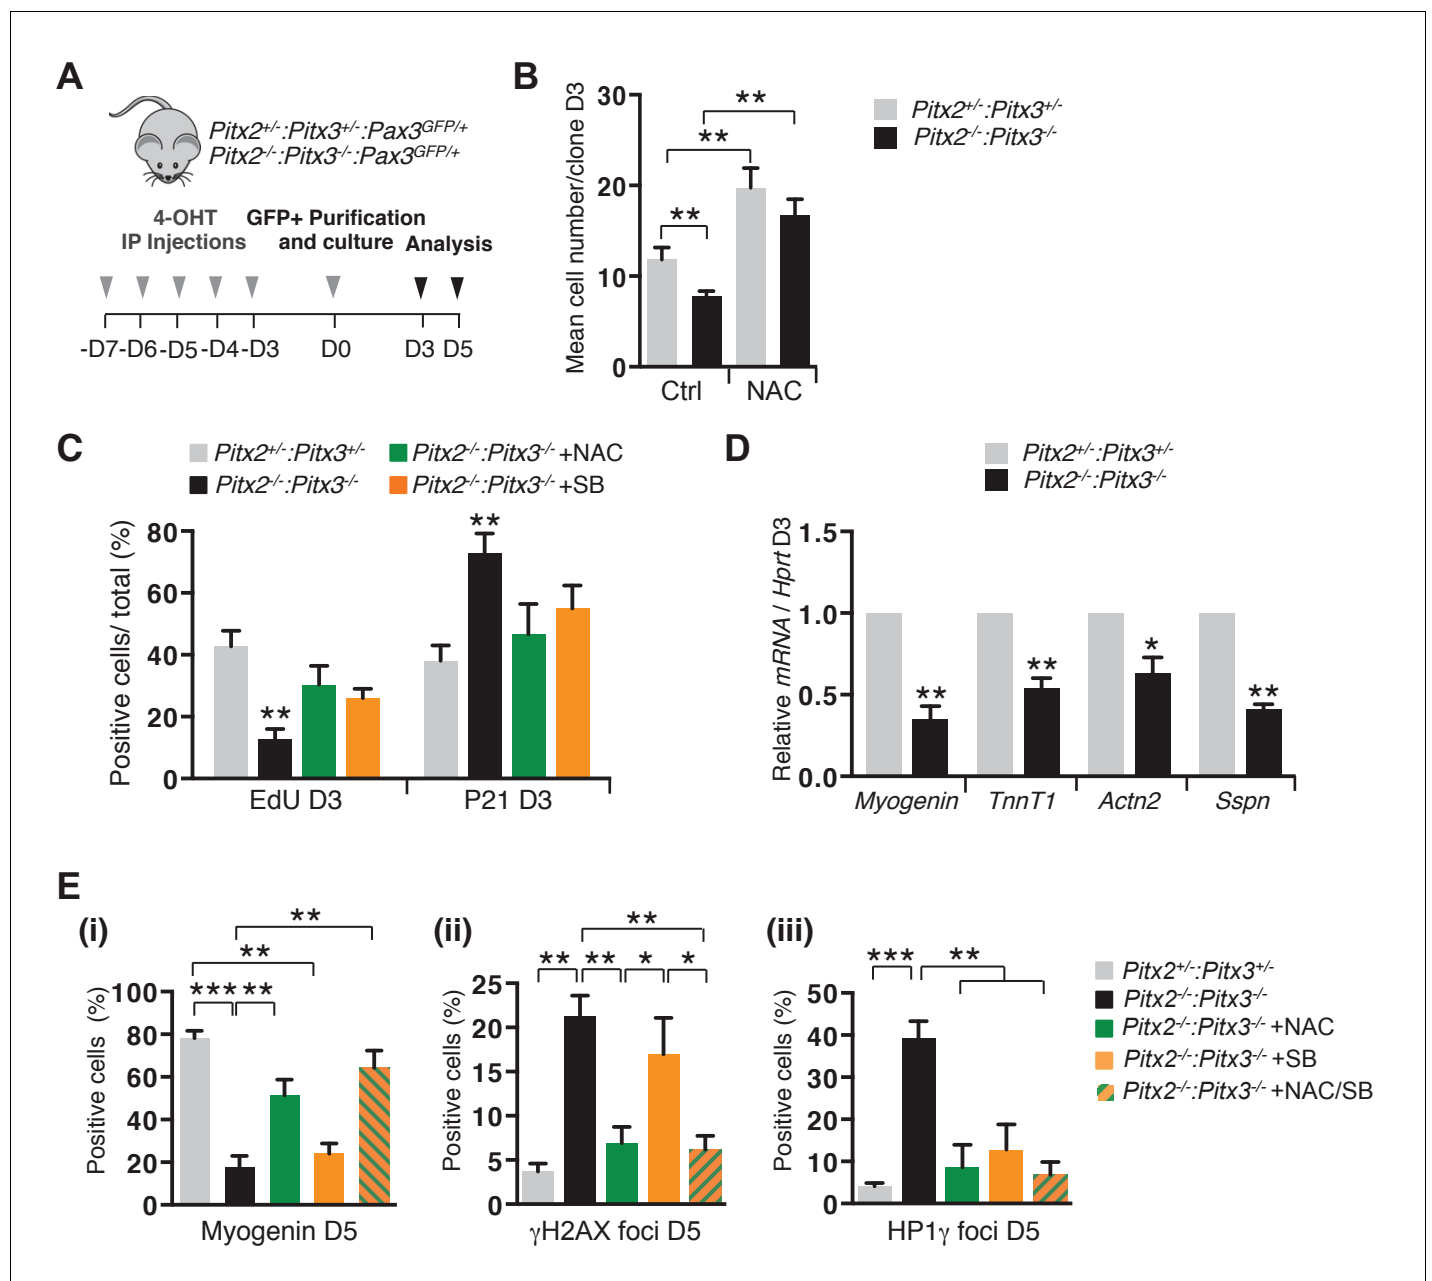 A
Pitx2+/-:Pitx3+/-:Pax3GFP/+
Pitx2-/-:Pitx3-/-:Pax3GFP/+
4-OHT
IP Injections
GFP+ Purification
and culture
Analysis
-D7 -D6 -D5 -D4 -D3 D0 D3 D5
B
Mean cell number/clone D3
30
20
10
0
** ** **
Ctrl NAC
Pitx2+/-:Pitx3+/-
Pitx2-/-:Pitx3-/-
C
Pitx2+/-:Pitx3+/-
Pitx2-/-:Pitx3-/-
Pitx2-/-:Pitx3-/- +NAC
Pitx2-/-:Pitx3-/- +SB
Positive cells/ total (%)
80
60
40
20
0
** **
EdU D3 P21 D3
D
Pitx2+/-:Pitx3+/-
Pitx2-/-:Pitx3-/-
Relative mRNA / Hprt D3
1.5
1.0
0.5
0.0
** ** * **
Myogenin TnnT1 Actn2 Sspn
E
(i)
Positive cells (%)
100
80
60
40
20
0
**
**
*** **
Myogenin D5
(ii)
Positive cells (%)
25
20
15
10
5
0
**
** ** * *
γH2AX foci D5
(iii)
Positive cells (%)
50
40
30
20
10
0
*** **
HP1γ foci D5
Pitx2+/-:Pitx3+/-
Pitx2-/-:Pitx3-/-
Pitx2-/-:Pitx3-/- +NAC
Pitx2-/-:Pitx3-/- +SB
Pitx2-/-:Pitx3-/- +NAC/SB